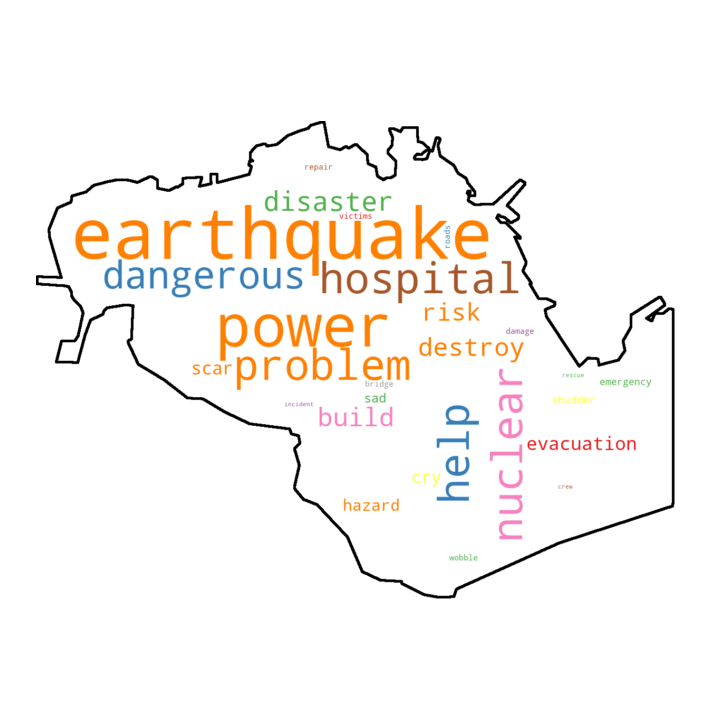 repair
disaster
victims
earthquake
roads
dangerous
hospital
risk
power
damage
destroy
problem
scar
rescue
bridge
emergency
sad
shudder
incident
build
nuclear
help
evacuation
cry
crew
hazard
wobble